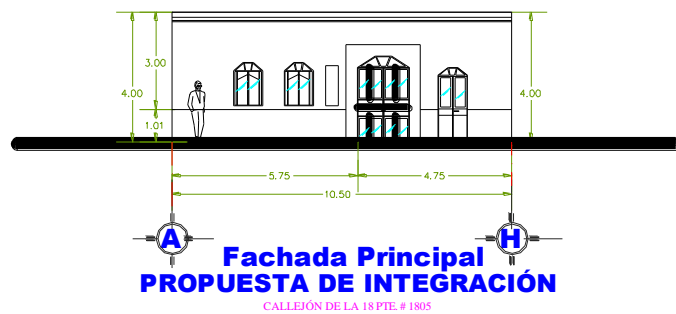 3.00
4.00
1.01
4.00
5.75
4.75
10.50
A
H
Fachada Principal
PROPUESTA DE INTEGRACIÓN
CALLEJÓN DE LA 18 PTE. # 1805